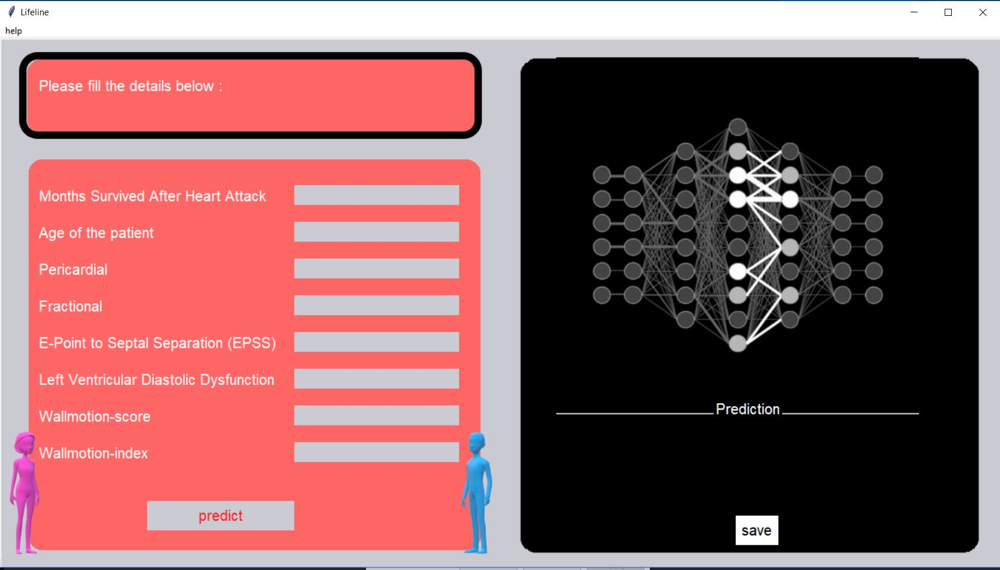 Lifeline
help
Please fill the details below :
Months Survived After Heart Attack
Age of the patient
Pericardial
Fractional
E-Point to Septal Separation (EPSS)
Left Ventricular Diastolic Dysfunction
Wallmotion-score
Wallmotion-index
predict
Prediction
save